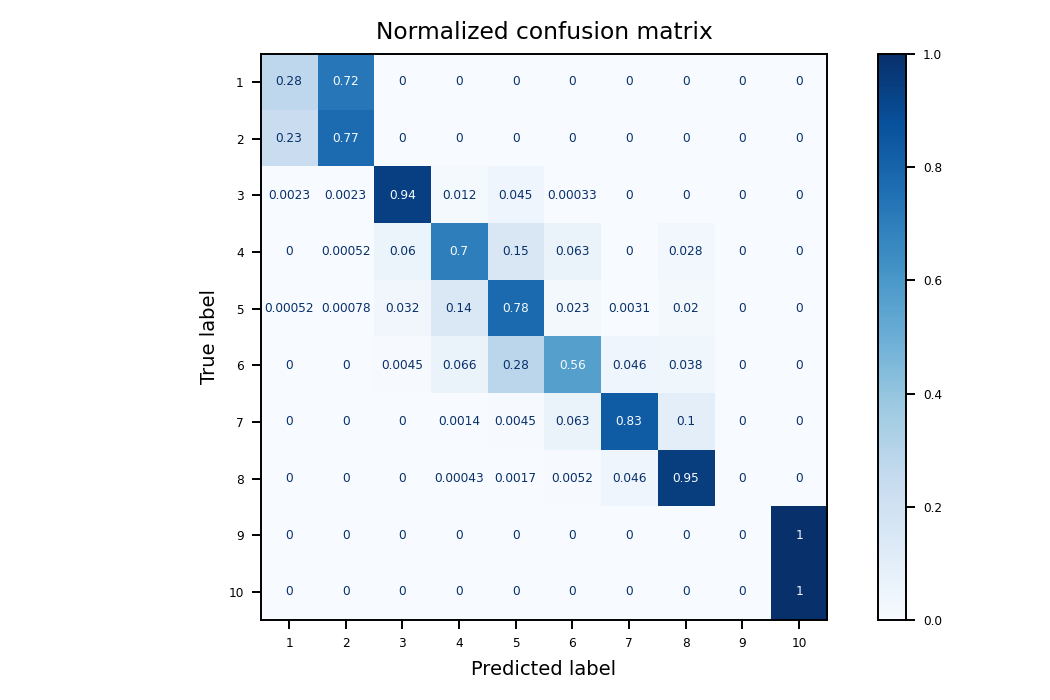 Normalized confusion matrix
1 0.28 0.72 0 0 0 0 0 0 0 0
2 0.23 0.77 0 0 0 0 0 0 0 0
3 0.0023 0.0023 0.94 0.012 0.045 0.00033 0 0 0 0
4 0 0.00052 0.06 0.7 0.15 0.063 0 0.028 0 0
5 0.00052 0.00078 0.032 0.14 0.78 0.023 0.0031 0.02 0 0
6 0 0 0.0045 0.066 0.28 0.56 0.046 0.038 0 0
7 0 0 0 0.0014 0.0045 0.063 0.83 0.1 0 0
8 0 0 0 0.00043 0.0017 0.0052 0.046 0.95 0 0
9 0 0 0 0 0 0 0 0 0 1
10 0 0 0 0 0 0 0 0 0 1
1 2 3 4 5 6 7 8 9 10
Predicted label
True label
1.0
0.8
0.6
0.4
0.2
0.0